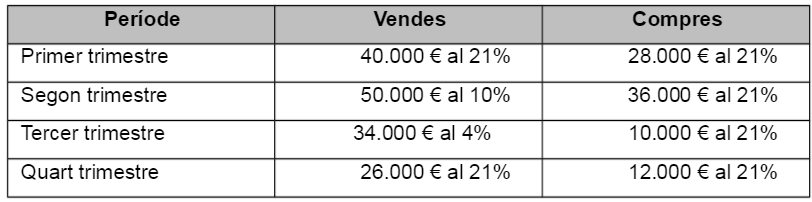 Període Vendes Compres
Primer trimestre 40.000 € al 21% 28.000 € al 21%
Segon trimestre 50.000 € al 10% 36.000 € al 21%
Tercer trimestre 34.000 € al 4% 10.000 € al 21%
Quart trimestre 26.000 € al 21% 12.000 € al 21%